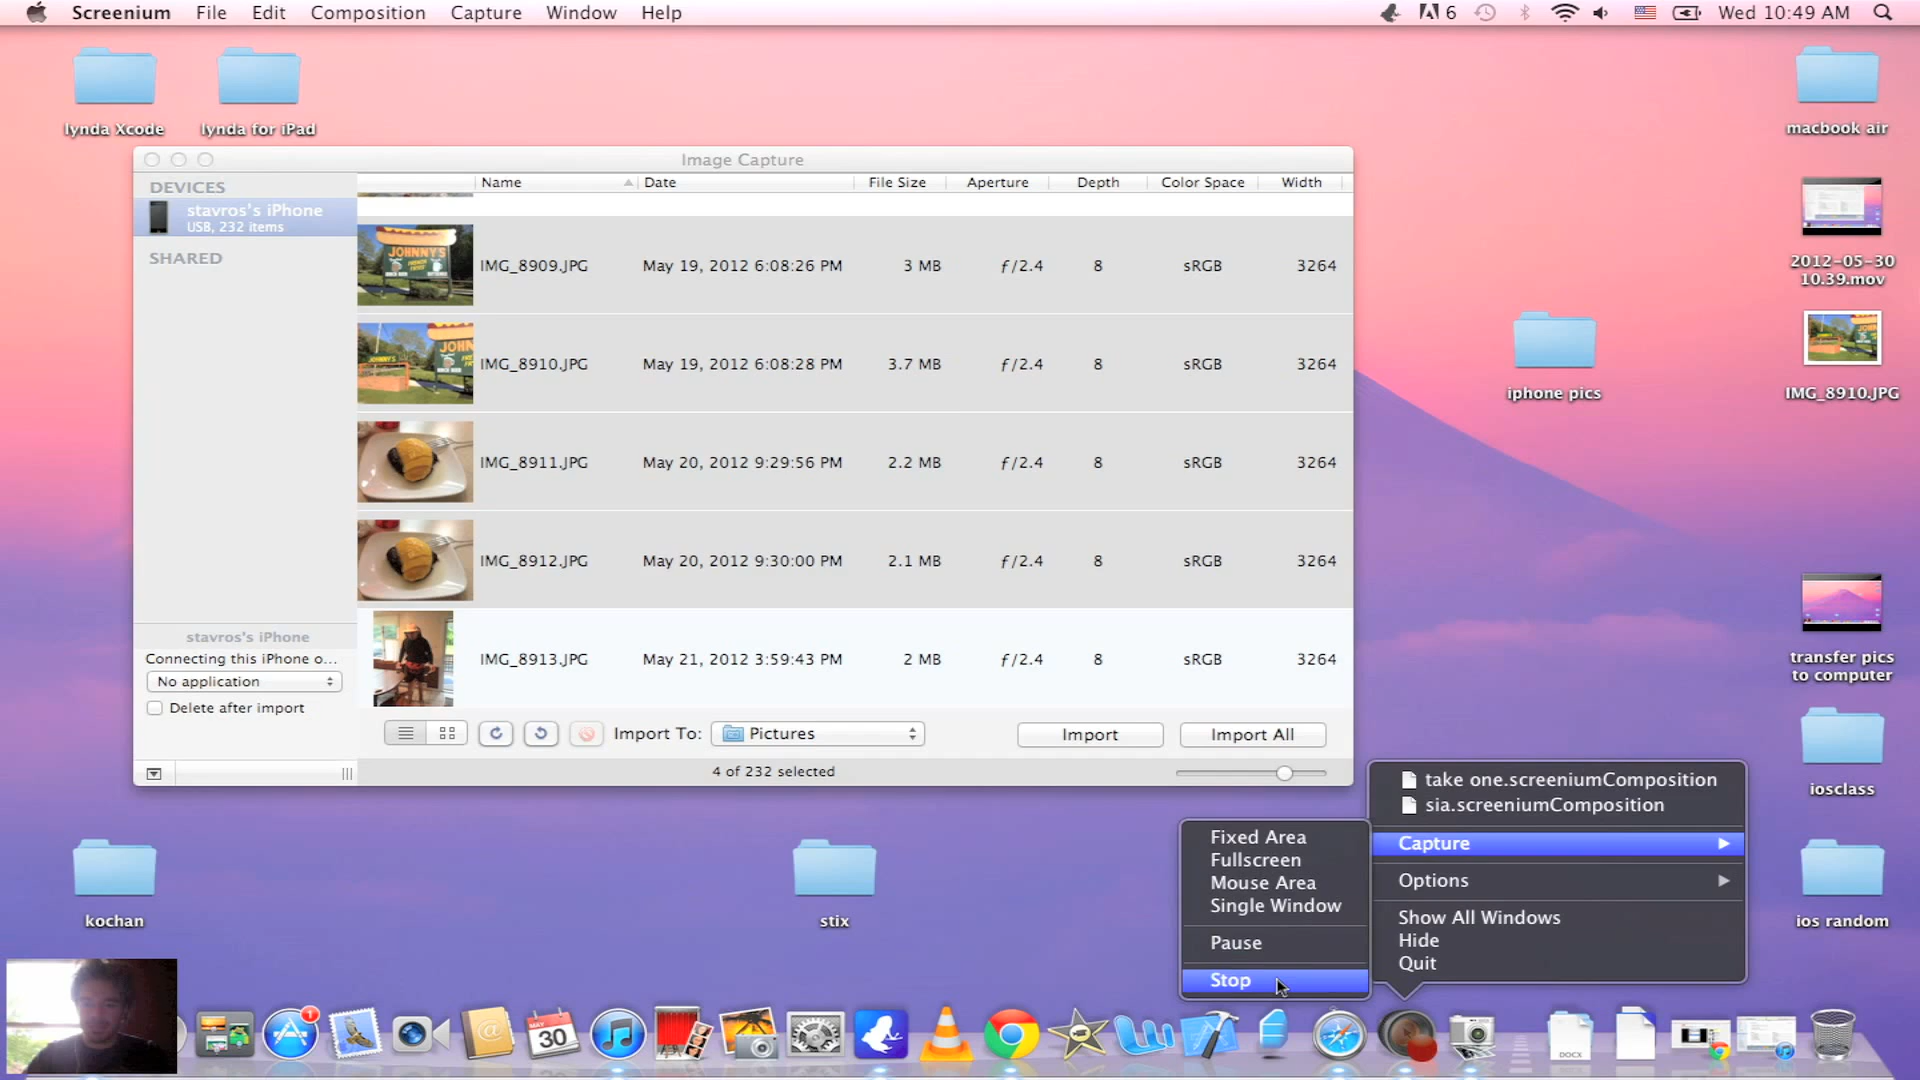 Screenium File Edit Composition Capture Window Help
6 Wed 10:49 AM
lynda Xcode
lynda for iPad
macbook air
Image Capture
DEVICES
stavros's iPhone
USB, 232 items
SHARED
Name Date File Size Aperture Depth Color Space Width
JOHNNY'S
IMG_8909.JPG May 19, 2012 6:08:26 PM 3 MB ƒ/2.4 8 sRGB 3264
IMG_8910.JPG May 19, 2012 6:08:28 PM 3.7 MB ƒ/2.4 8 sRGB 3264
IMG_8911.JPG May 20, 2012 9:29:56 PM 2.2 MB ƒ/2.4 8 sRGB 3264
IMG_8912.JPG May 20, 2012 9:30:00 PM 2.1 MB ƒ/2.4 8 sRGB 3264
IMG_8913.JPG May 21, 2012 3:59:43 PM 2 MB ƒ/2.4 8 sRGB 3264
stavros's iPhone
Connecting this iPhone o...
No application
Delete after import
Import To: Pictures Import Import All
4 of 232 selected
2012-05-30
10.39.mov
iphone pics
IMG_8910.JPG
transfer pics
to computer
iosclass
ios random
kochan
stix
take one.screeniumComposition
sia.screeniumComposition
Capture
Options
Show All Windows
Hide
Quit
Fixed Area
Fullscreen
Mouse Area
Single Window
Pause
Stop
1
MAY
30
DOCX